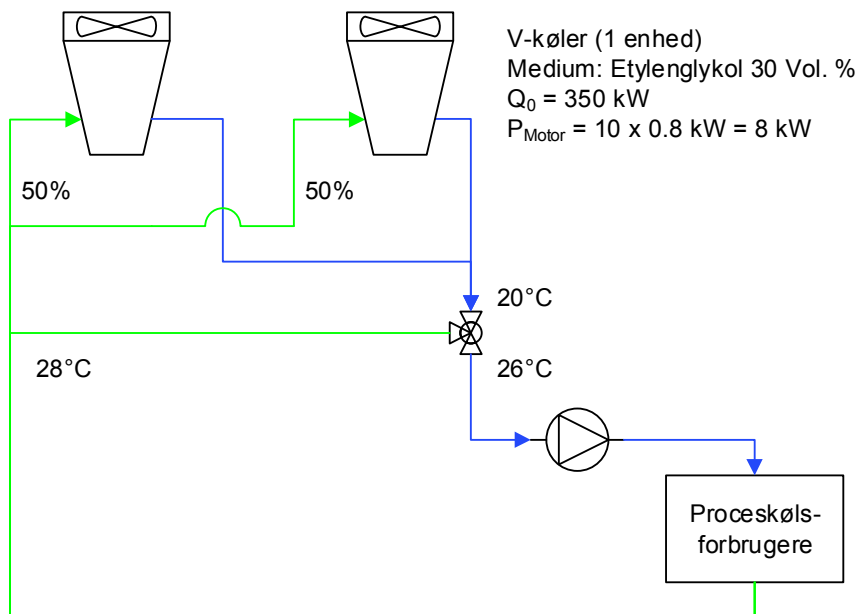 V-køler (1 enhed)
Medium: Etylenglykol 30 Vol. %
Q₀ = 350 kW
P_Motor = 10 x 0.8 kW = 8 kW
50%
50%
20°C
28°C
26°C
Proceskøls-
forbrugere